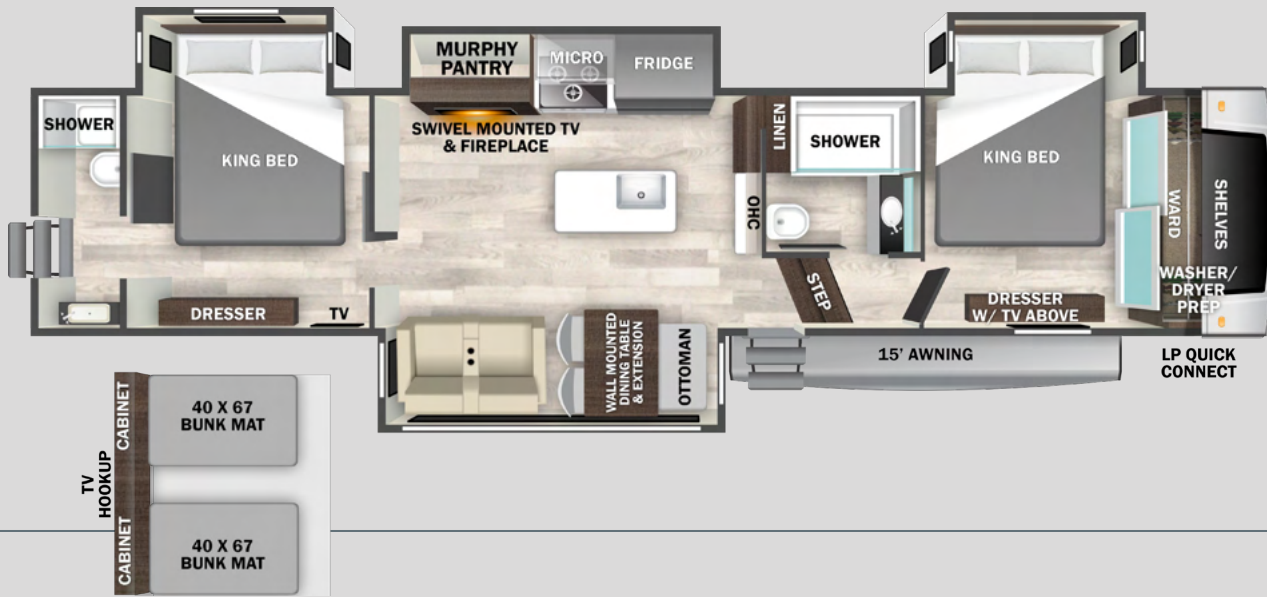 MURPHY
PANTRY
MICRO
FRIDGE
SHOWER
KING BED
SWIVEL MOUNTED TV
& FIREPLACE
LINEN
SHOWER
KING BED
OHC
WARD
SHELVES
STEP
WASHER/
DRYER
PREP
DRESSER
TV
DRESSER
W/ TV ABOVE
WALL MOUNTED
DINING TABLE
& EXTENSION
OTTOMAN
15' AWNING
LP QUICK
CONNECT
CABINET
40 X 67
BUNK MAT
TV
HOOKUP
CABINET
40 X 67
BUNK MAT